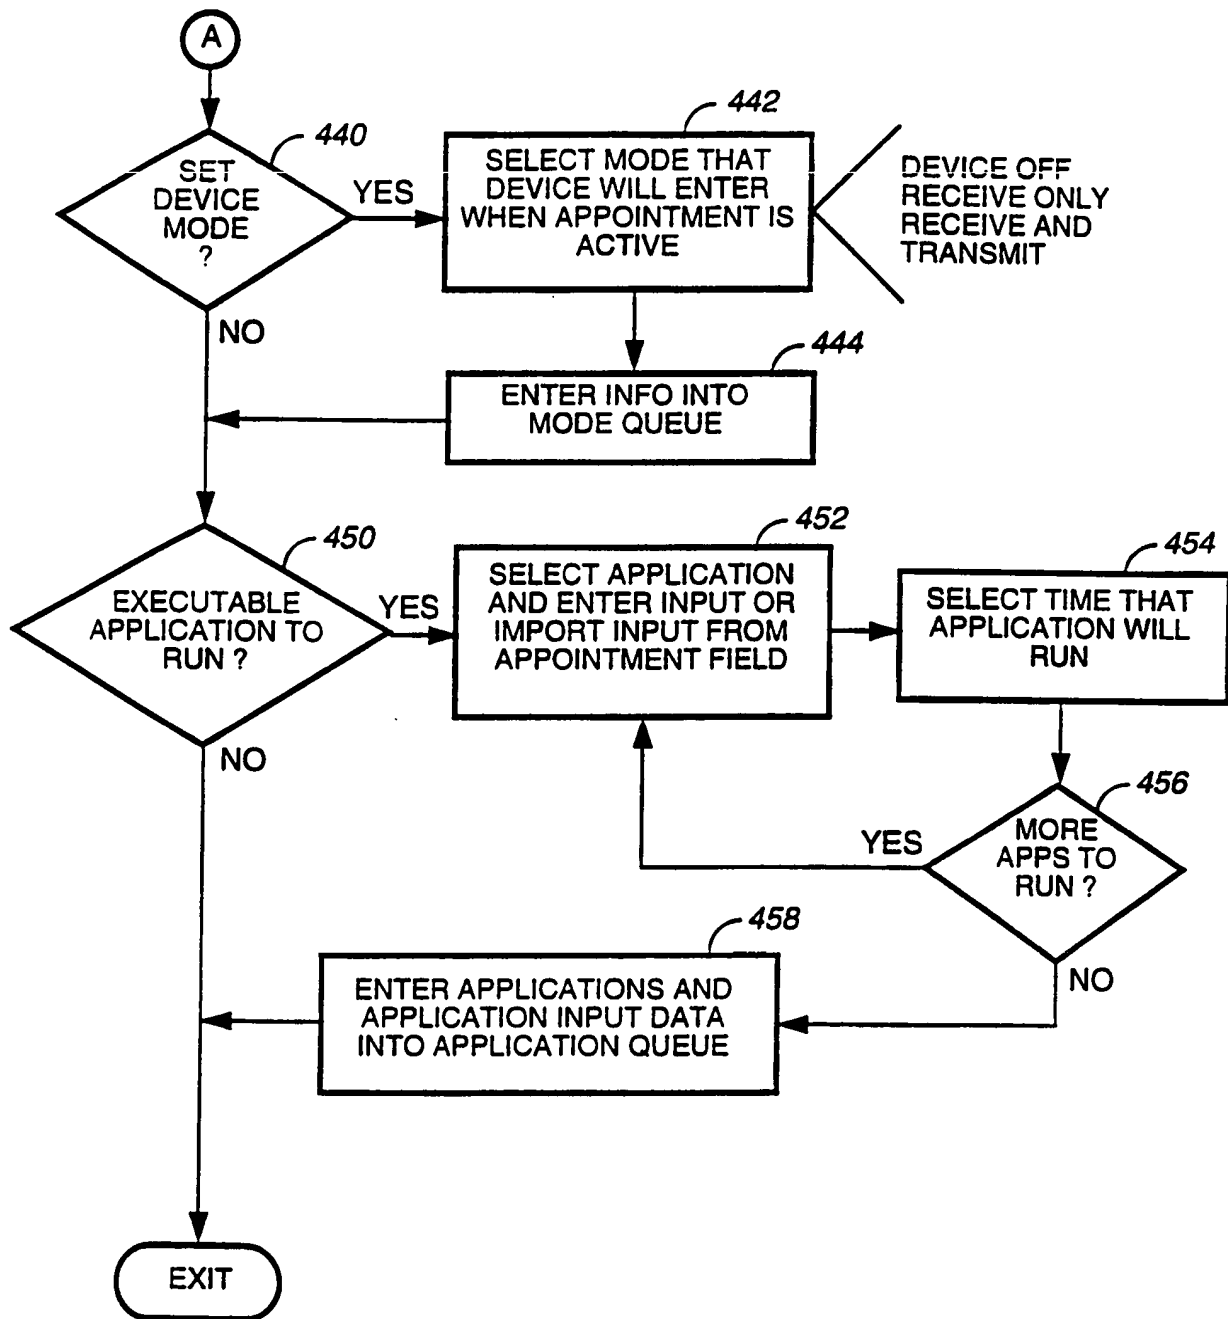 A
440
SET
DEVICE
MODE
?
YES
NO
442
SELECT MODE THAT
DEVICE WILL ENTER
WHEN APPOINTMENT IS
ACTIVE
DEVICE OFF
RECEIVE ONLY
RECEIVE AND
TRANSMIT
444
ENTER INFO INTO
MODE QUEUE
450
EXECUTABLE
APPLICATION TO
RUN ?
YES
NO
452
SELECT APPLICATION
AND ENTER INPUT OR
IMPORT INPUT FROM
APPOINTMENT FIELD
454
SELECT TIME THAT
APPLICATION WILL
RUN
456
MORE
APPS TO
RUN ?
YES
NO
458
ENTER APPLICATIONS AND
APPLICATION INPUT DATA
INTO APPLICATION QUEUE
EXIT